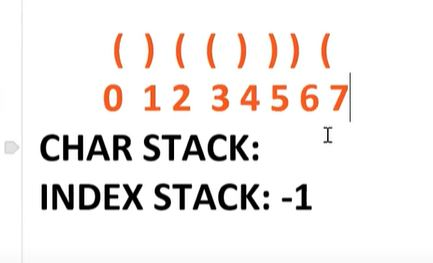 ( ) ( ( ) ) ) (
0 1 2 3 4 5 6 7
CHAR STACK:
INDEX STACK: -1